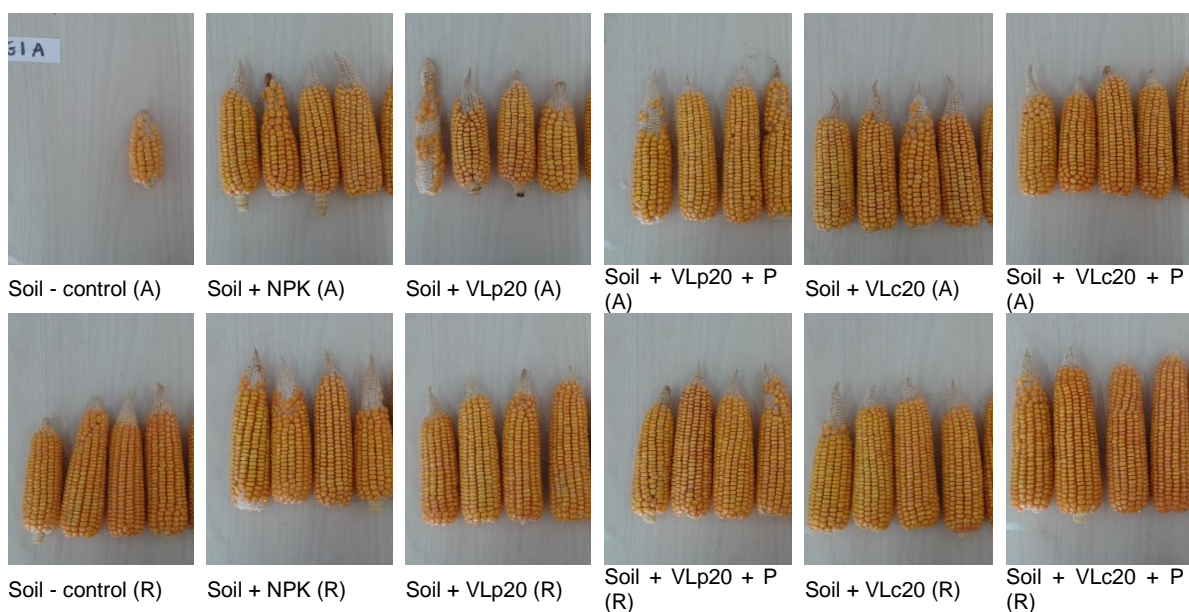 G1A
Soil - control (A)
Soil + NPK (A)
Soil + VLp20 (A)
Soil + VLp20 + P
(A)
Soil + VLc20 (A)
Soil + VLc20 + P
(A)
Soil - control (R)
Soil + NPK (R)
Soil + VLp20 (R)
Soil + VLp20 + P
(R)
Soil + VLc20 (R)
Soil + VLc20 + P
(R)